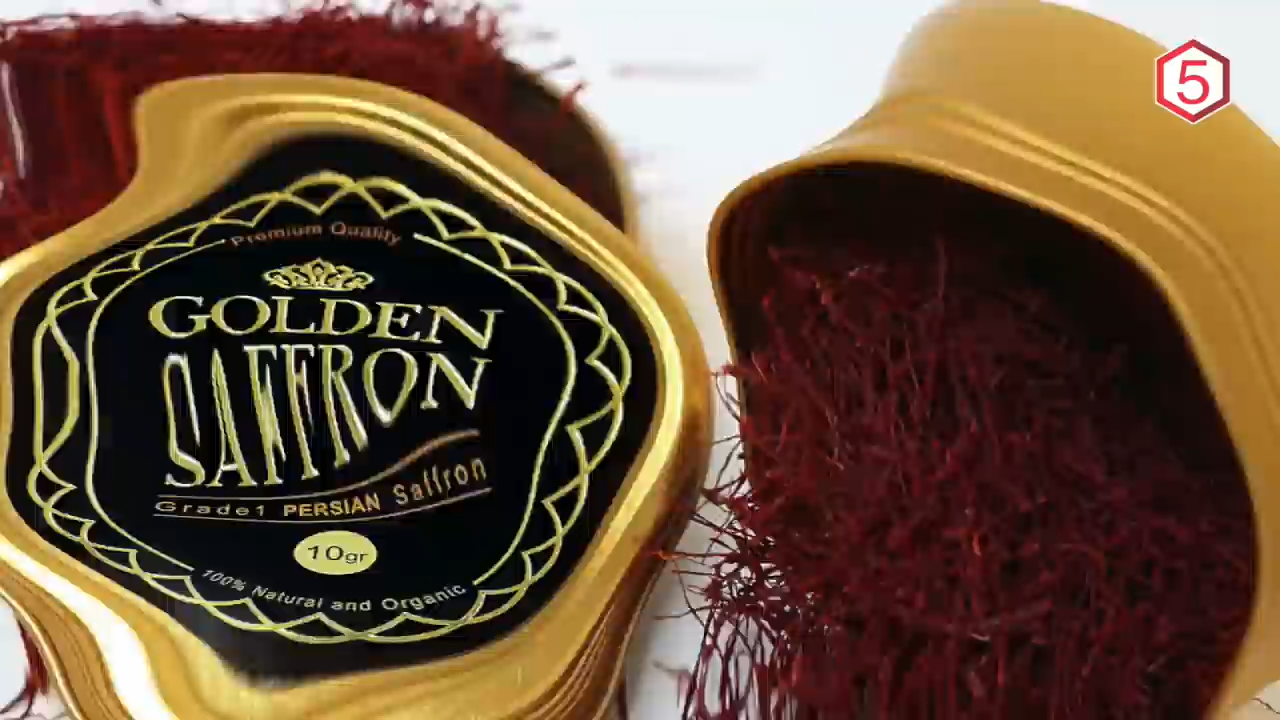 Premium Quality
GOLDEN
SAFFRON
Grade1 PERSIAN Saffron
10gr
100% Natural and Organic
5